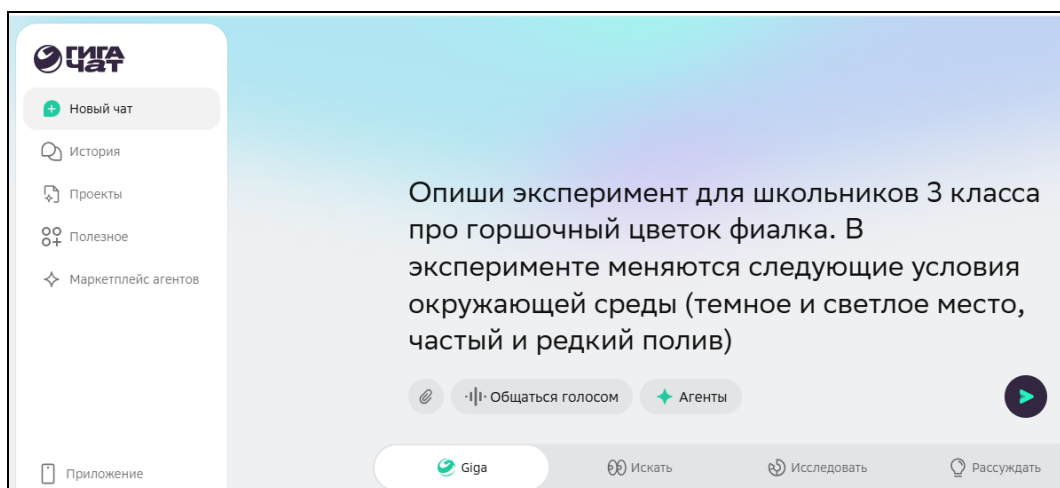 ГИГА
ЧАТ
Новый чат
История
Проекты
Полезное
Маркетплейс агентов
Приложение
Опиши эксперимент для школьников 3 класса
про горшочный цветок фиалка. В
эксперименте меняются следующие условия
окружающей среды (темное и светлое место,
частый и редкий полив)
Общаться голосом
Агенты
Giga
Искать
Исследовать
Рассуждать